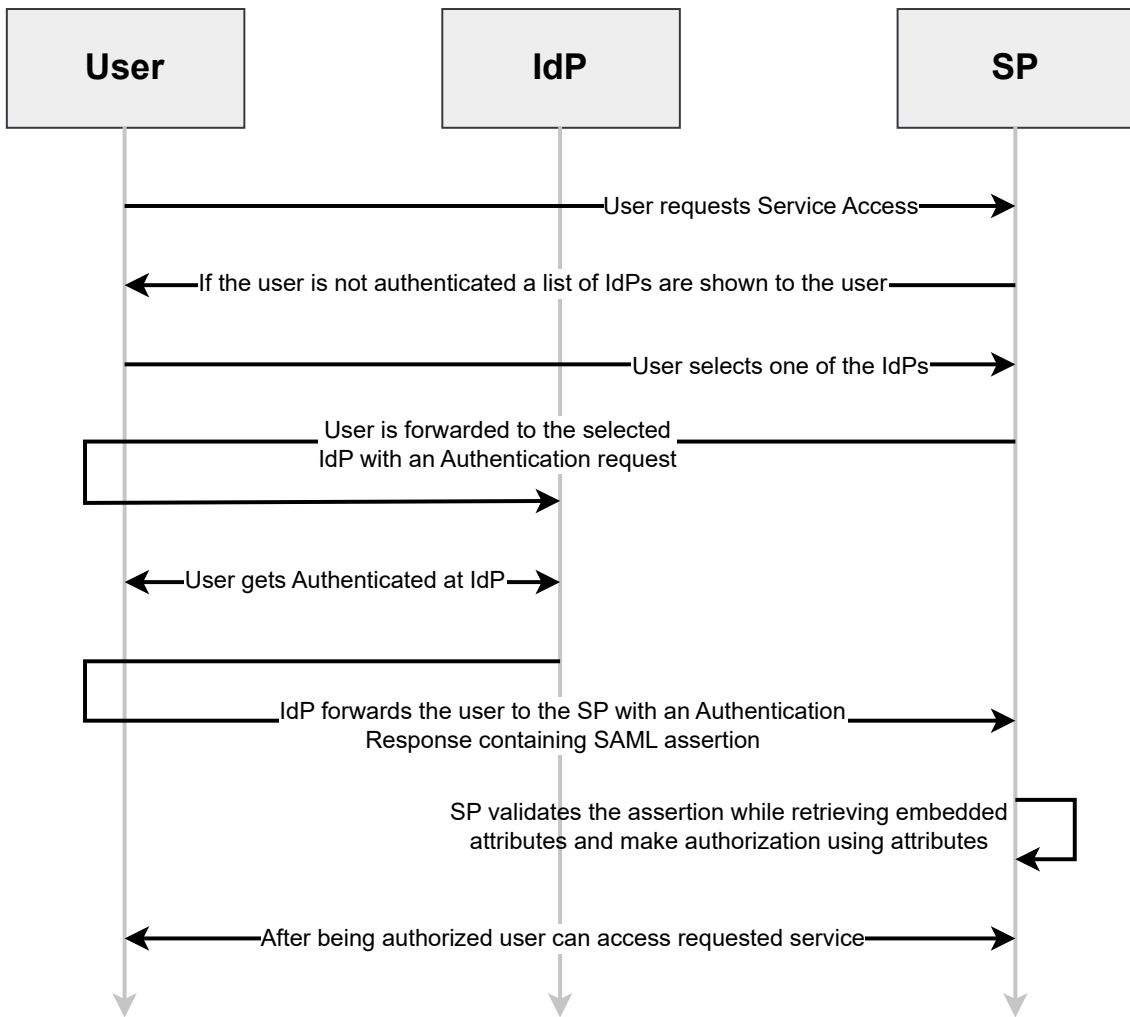 User
IdP
SP
User requests Service Access
If the user is not authenticated a list of IdPs are shown to the user
User selects one of the IdPs
User is forwarded to the selected
IdP with an Authentication request
User gets Authenticated at IdP
IdP forwards the user to the SP with an Authentication
Response containing SAML assertion
SP validates the assertion while retrieving embedded
attributes and make authorization using attributes
After being authorized user can access requested service